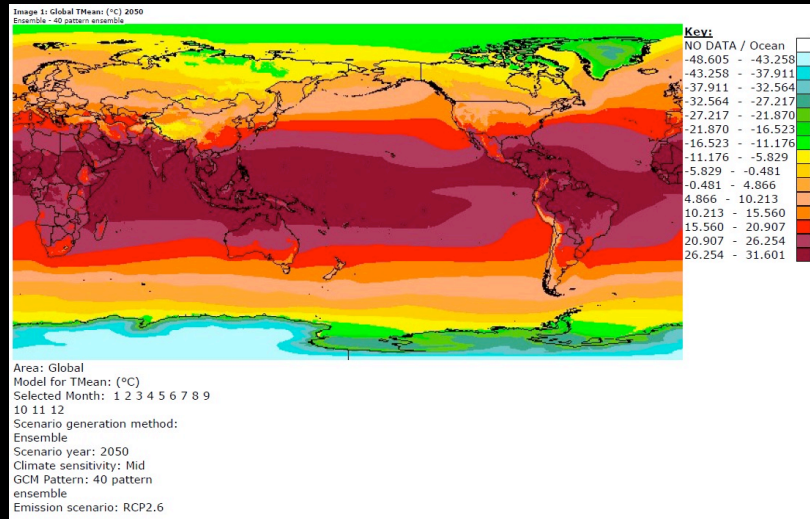 Image 1: Global TMean: (°C) 2050
Ensemble - 40 pattern ensemble
Key:
NO DATA / Ocean
-48.605 - -43.258
-43.258 - -37.911
-37.911 - -32.564
-32.564 - -27.217
-27.217 - -21.870
-21.870 - -16.523
-16.523 - -11.176
-11.176 - -5.829
-5.829 - -0.481
-0.481 - 4.866
4.866 - 10.213
10.213 - 15.560
15.560 - 20.907
20.907 - 26.254
26.254 - 31.601
Area: Global
Model for TMean: (°C)
Selected Month: 1 2 3 4 5 6 7 8 9
10 11 12
Scenario generation method:
Ensemble
Scenario year: 2050
Climate sensitivity: Mid
GCM Pattern: 40 pattern
ensemble
Emission scenario: RCP2.6